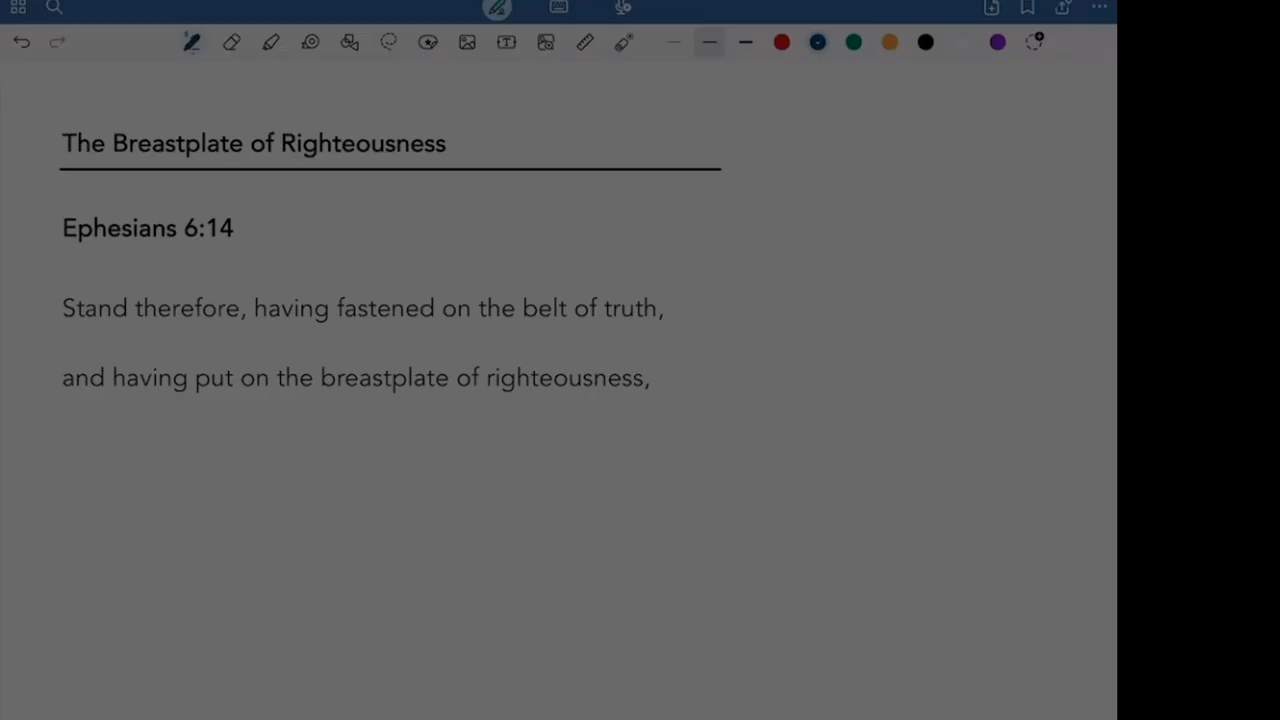 The Breastplate of Righteousness
Ephesians 6:14
Stand therefore, having fastened on the belt of truth,
and having put on the breastplate of righteousness,